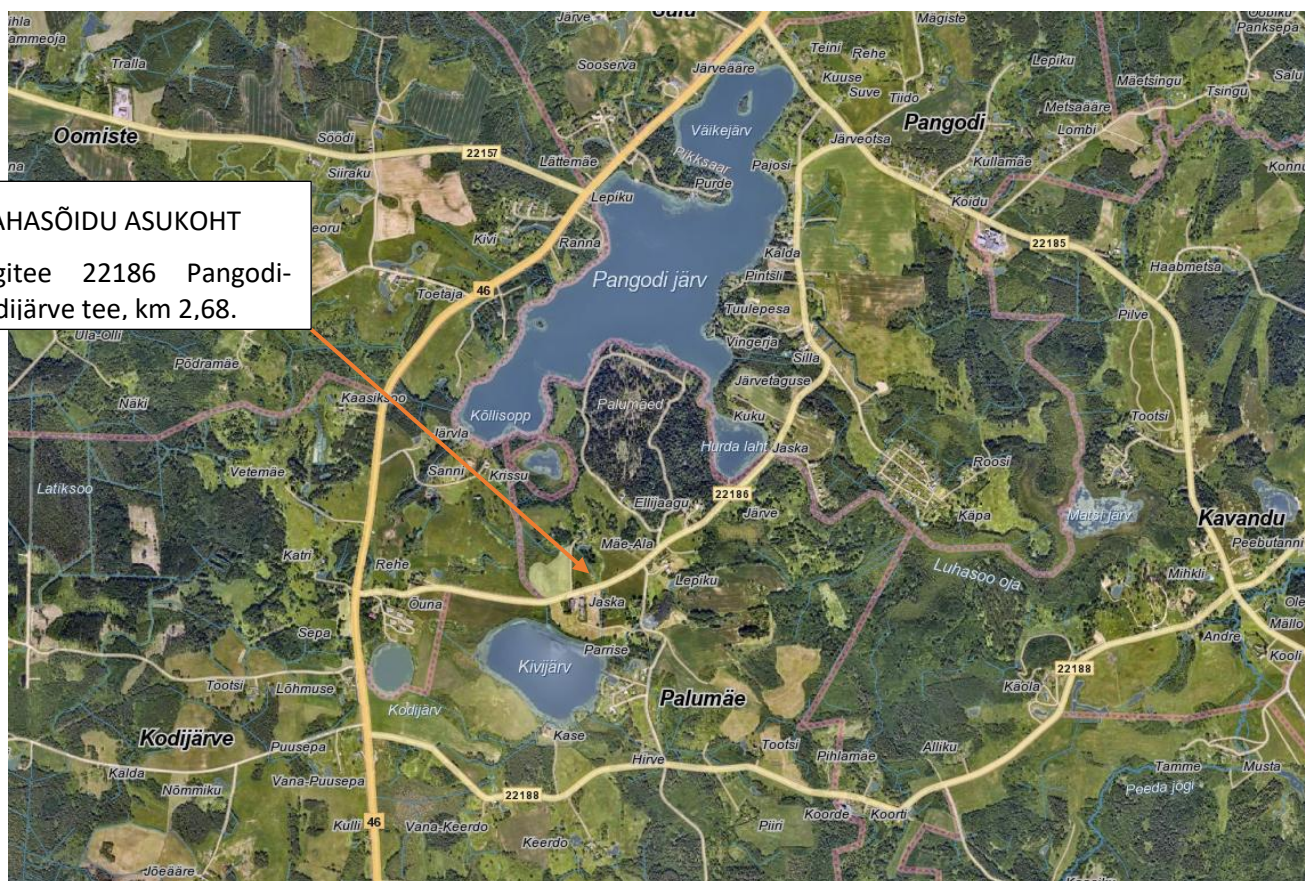 Sulu
Mägiste
Oobiku
Panksepa
Järve
Teini
Rehe
Tralla
Sooserva
Järveääre
Kuuse
Lepiku
Salu
Suve
Tiido
Mäetsingu
Tsingu
Metsaääre
Oomiste
Söödi
Väikejärv
Järveotsa
Pangodi
Lombi
22157
Lättemäe
Pikksaar
Pajosi
Kullamäe
Siiraku
Purde
Lepiku
Koidu
AHASÕIDU ASUKOHT
gitee 22186 Pangodi-
dijärve tee, km 2,68.
Kivi
Ranna
Kalda
22185
Haabmetsa
Pangodi järv
Pintsli
46
Toetaja
Tuulepesa
Pilve
Ula-Olli
Vingerja
Põdramäe
Silla
Järvetaguse
Näki
Kaasiksoo
Palumäed
Kõllisopp
Kuku
Tootsi
Järvla
Hurda laht
Jaska
Vetemäe
Sanni
Krissu
Roosi
Latiksoo
22186
Ellijaagu
Järve
Käpa
Matsi järv
Kavandu
Mäe-Ala
Peebutanni
Katri
Rehe
Lepiku
Luhasoo oja
Mihkli
Õuna
Jaska
Sepa
Andre
Mällo
Parrise
Kooli
Kivijärv
22188
Tootsi
Lõhmuse
Palumäe
Käola
Kodijärv
Kodijärve
Puusepa
Kase
Tootsi
Pihlamäe
Alliku
Kalda
Hirve
Tamme
Musta
Nõmmiku
Vana-Puusepa
22188
Peeda jõgi
Kulli
46
Vana-Keerdo
Koorde
Koorti
Piiri
Keerdo
Jõeääre